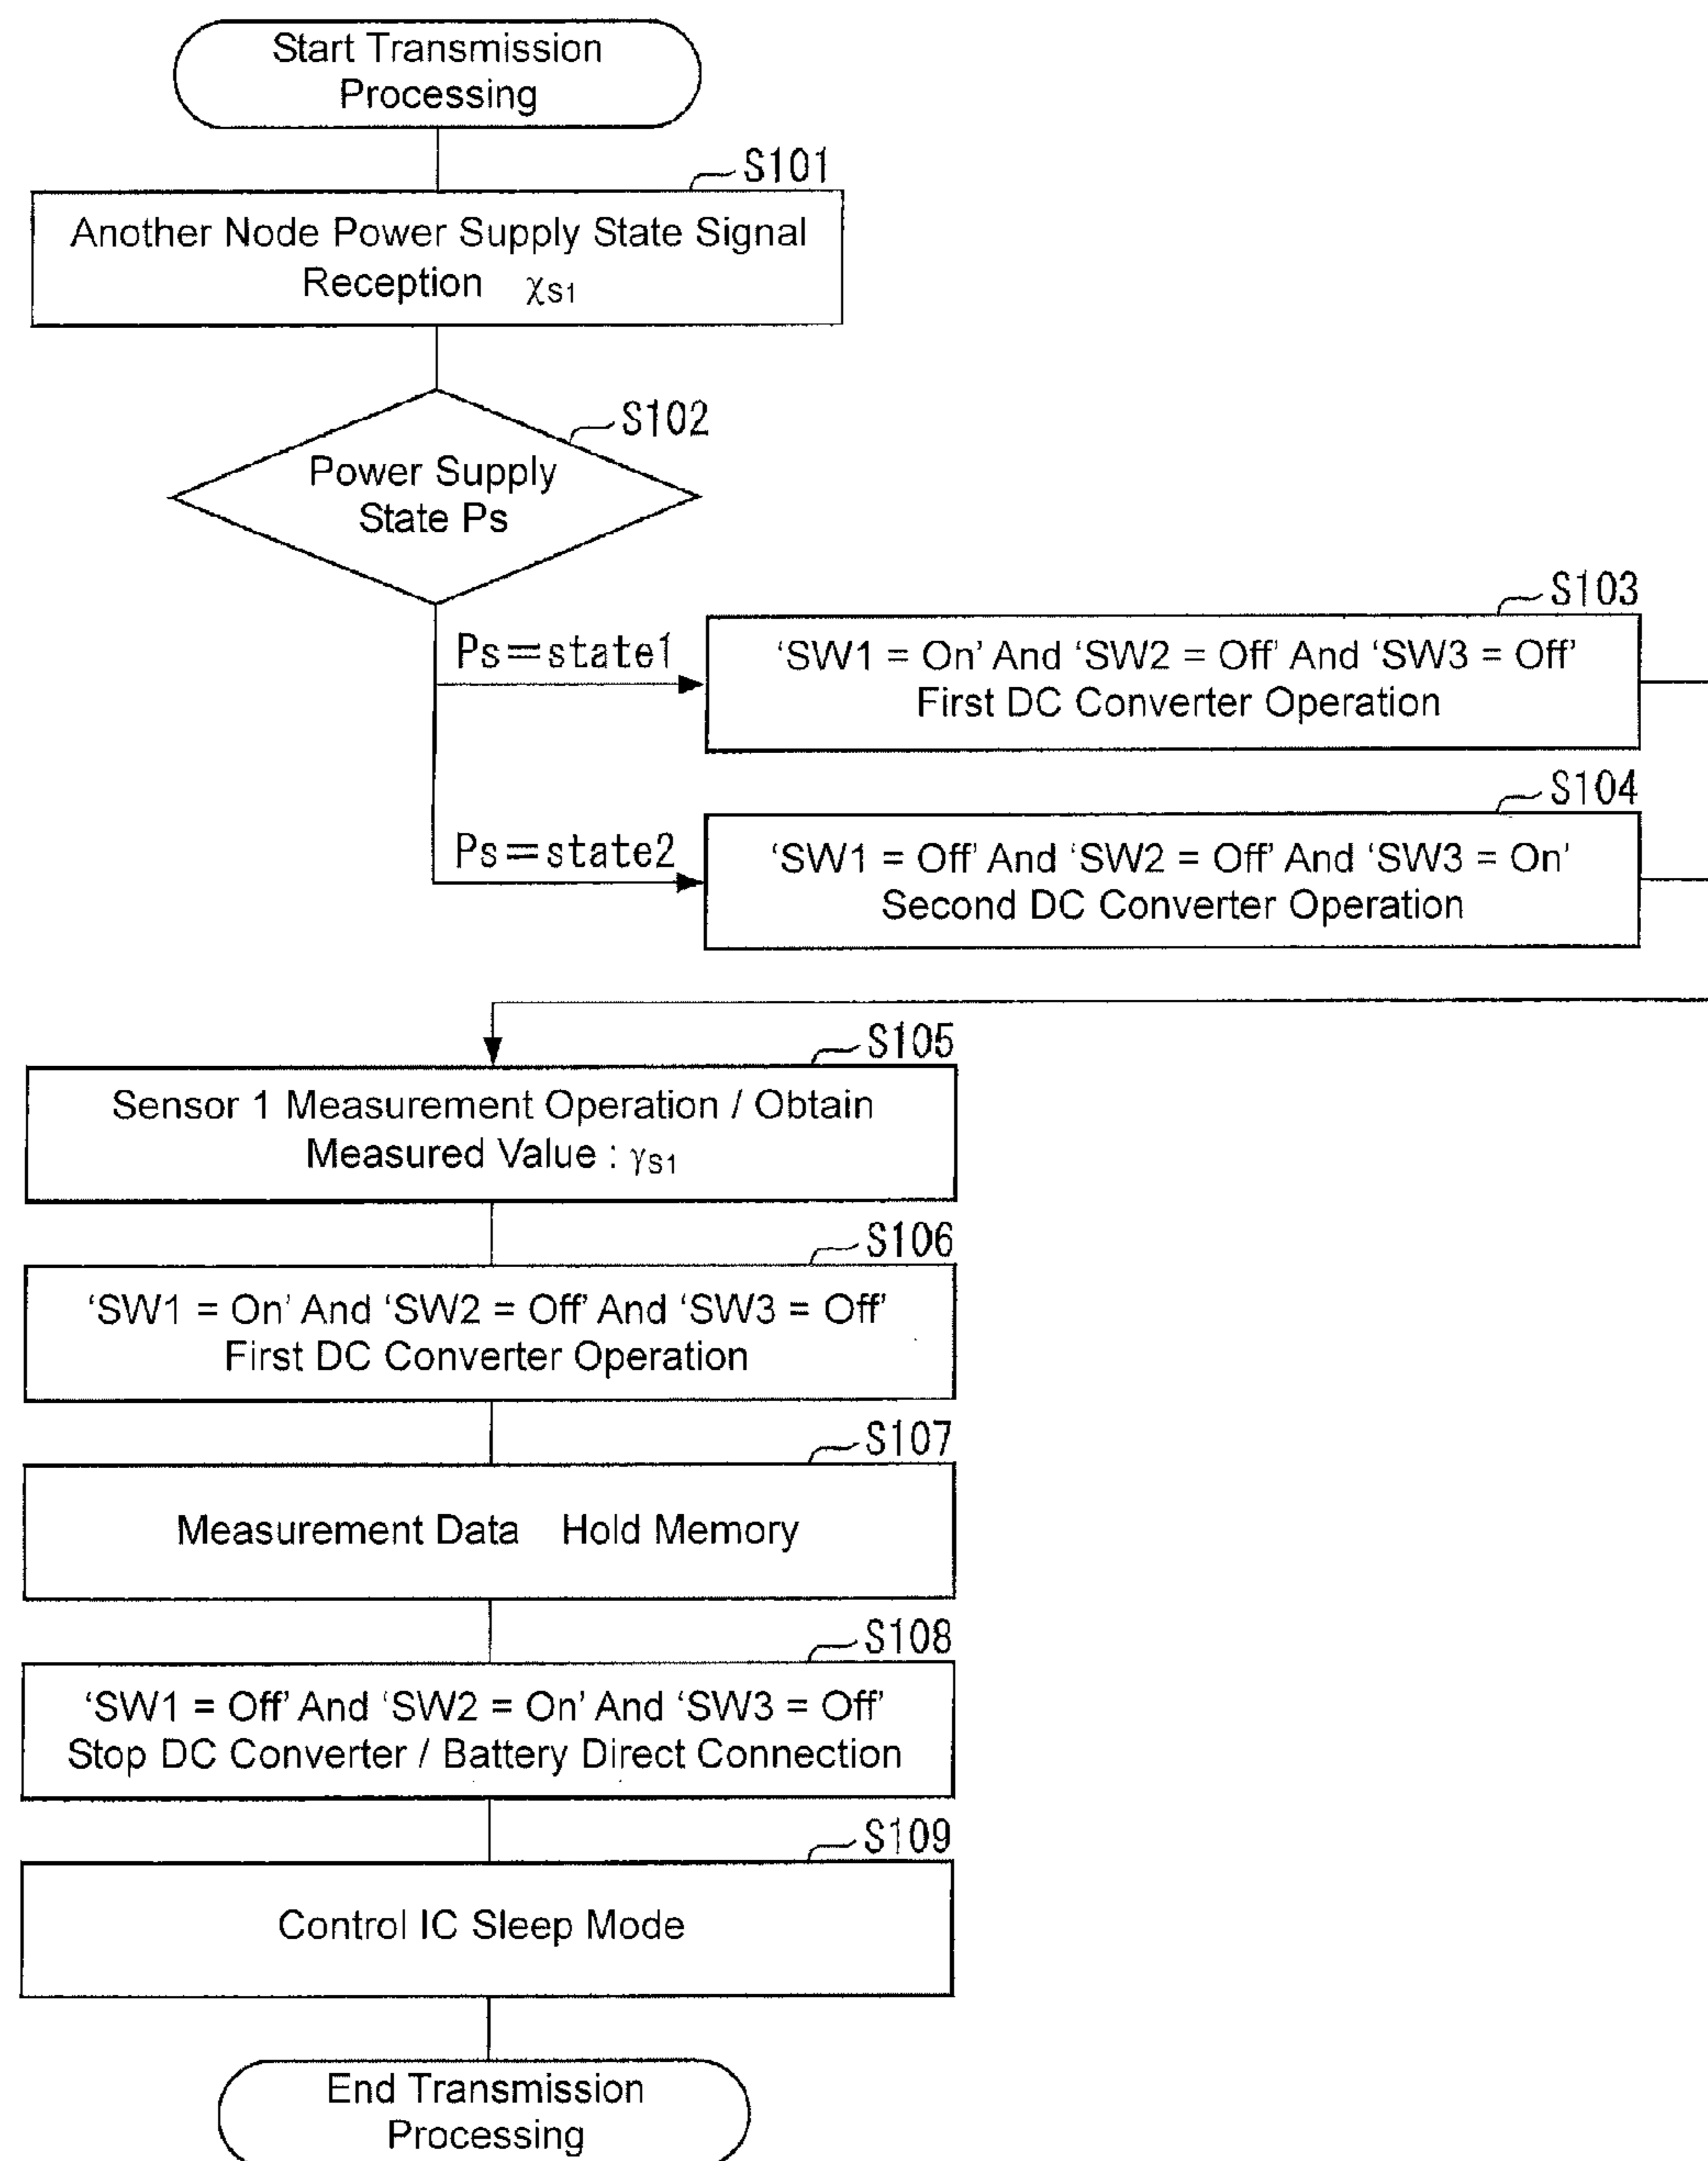 Start Transmission
Processing
S101
Another Node Power Supply State Signal
Reception χS1
S102
Power Supply
State Ps
S103
Ps=state1
‘SW1 = On’ And ‘SW2 = Off’ And ‘SW3 = Off’
First DC Converter Operation
S104
Ps=state2
‘SW1 = Off’ And ‘SW2 = Off’ And ‘SW3 = On’
Second DC Converter Operation
S105
Sensor 1 Measurement Operation / Obtain
Measured Value : γS1
S106
‘SW1 = On’ And ‘SW2 = Off’ And ‘SW3 = Off’
First DC Converter Operation
S107
Measurement Data Hold Memory
S108
‘SW1 = Off’ And ‘SW2 = On’ And ‘SW3 = Off’
Stop DC Converter / Battery Direct Connection
S109
Control IC Sleep Mode
End Transmission
Processing